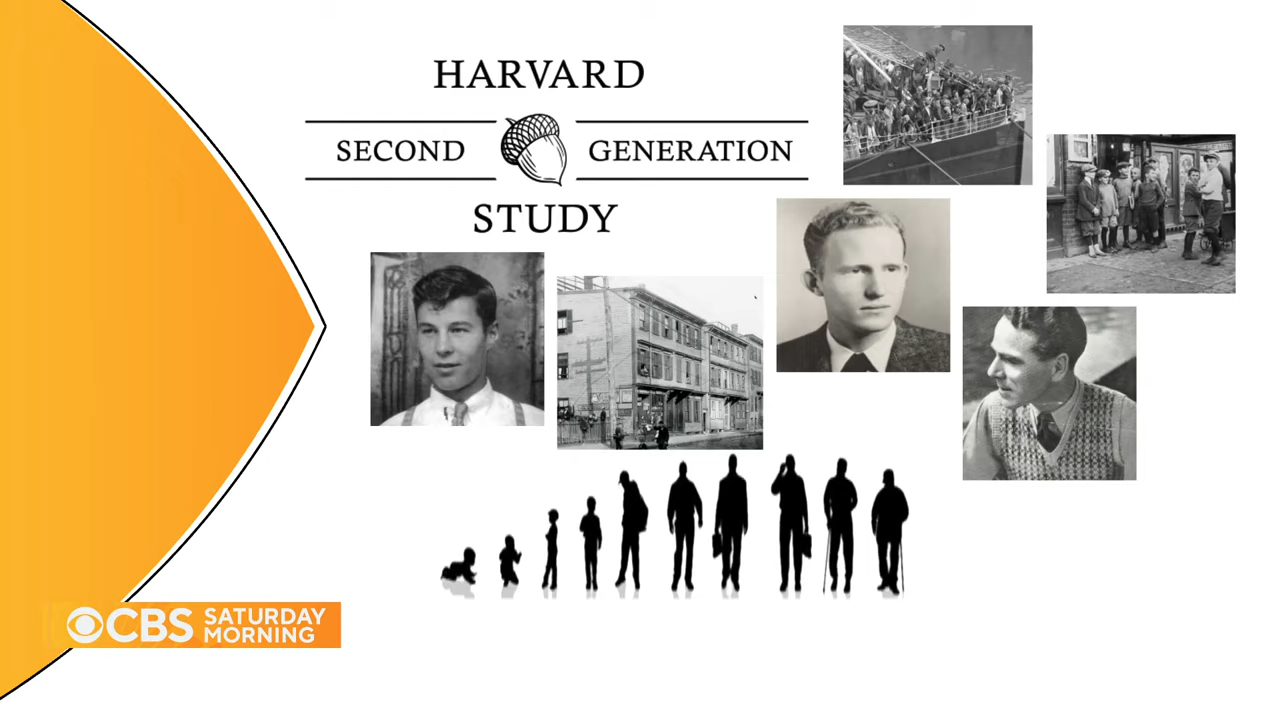 HARVARD
SECOND GENERATION
STUDY
CBS SATURDAY
MORNING